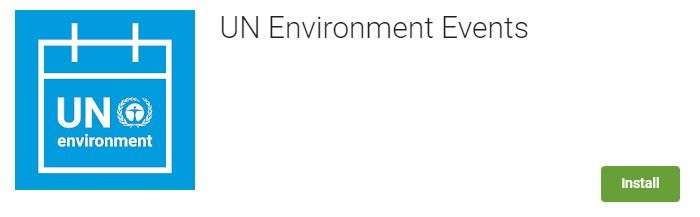 UN Environment Events
UN
environment
Install